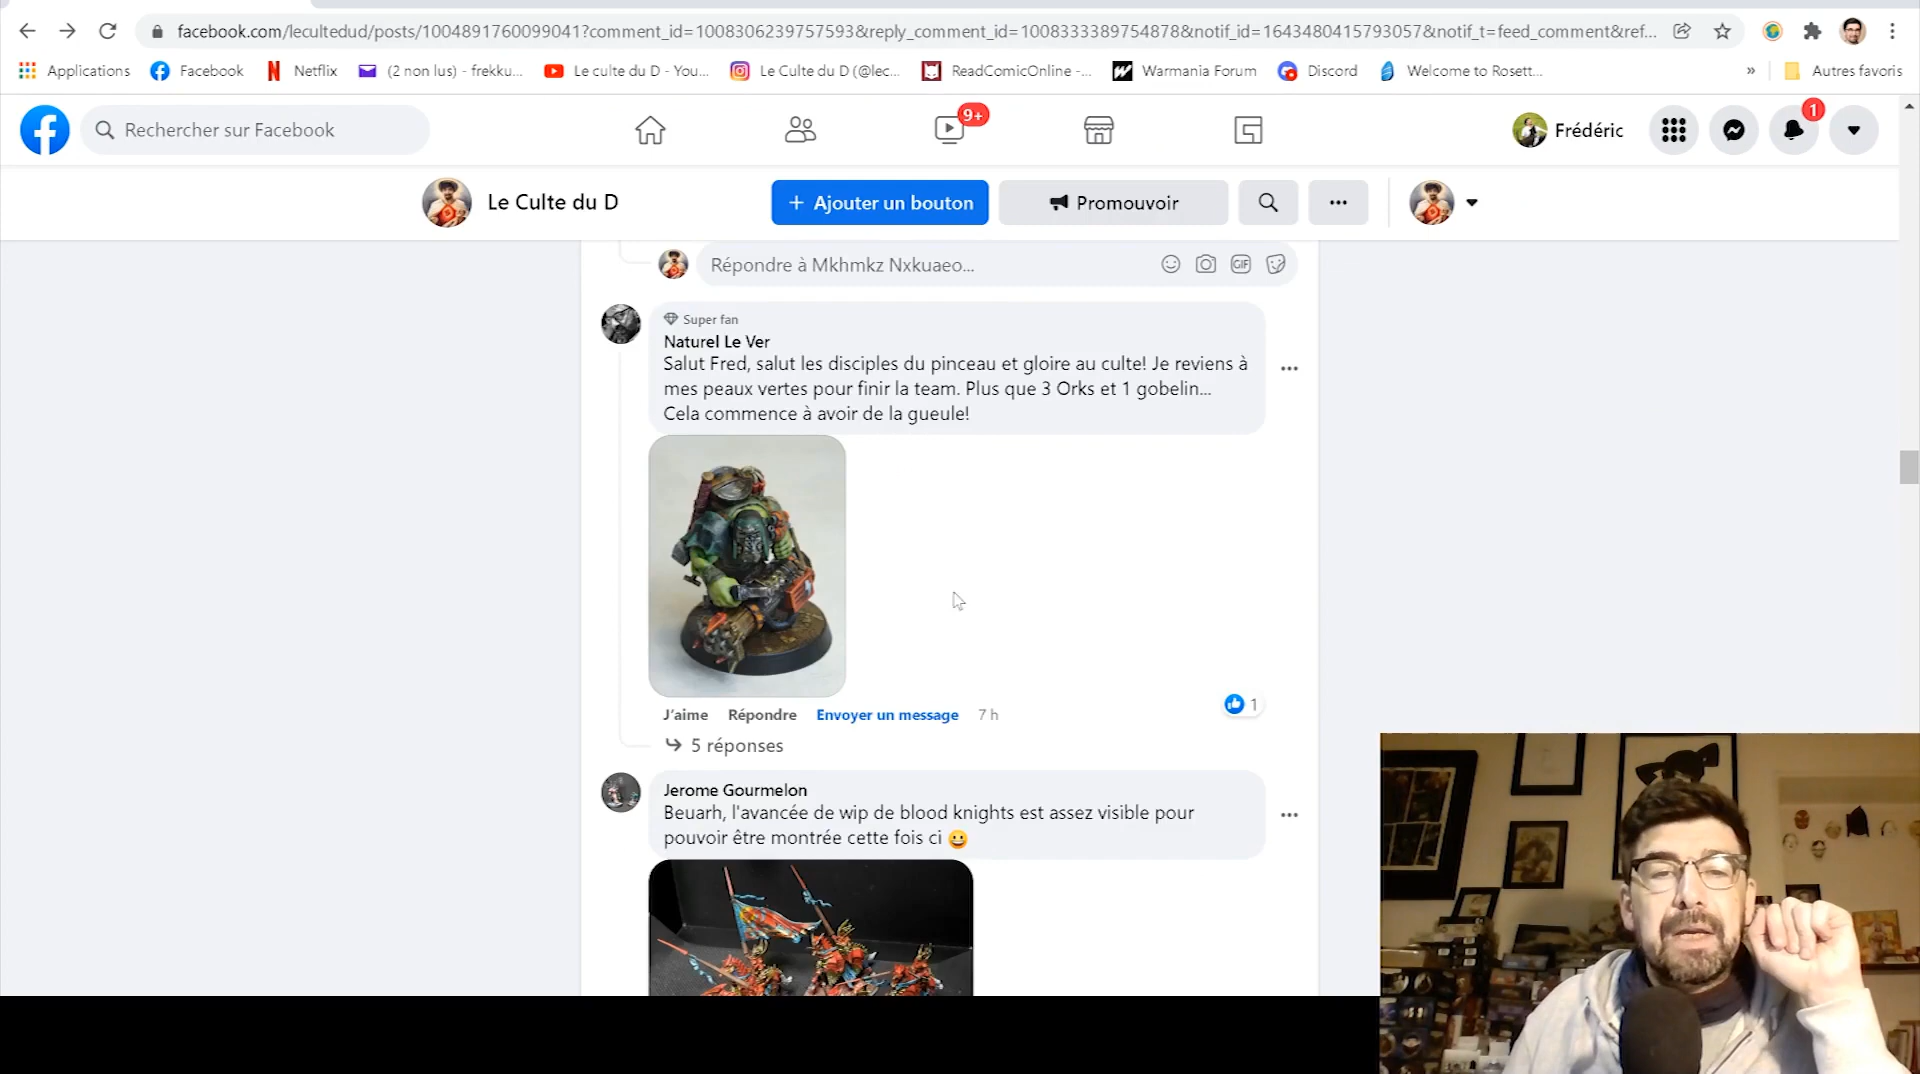 facebook.com/lecultedud/posts/1004891760099041?comment_id=1008306239757593&reply_comment_id=1008333389754878&notif_id=1643480415793057&notif_t=feed_comment&ref...
Applications Facebook Netflix (2 non lus) - frekku... Le culte du D - You... Le Culte du D (@lec... ReadComicOnline -... Warmania Forum Discord Welcome to Rosett... » Autres favoris
Rechercher sur Facebook 9+ Frédéric 1
Le Culte du D + Ajouter un bouton Promouvoir
Répondre à Mkhmkz Nxkuaeo... GIF
Super fan
Naturel Le Ver
Salut Fred, salut les disciples du pinceau et gloire au culte! Je reviens à
mes peaux vertes pour finir la team. Plus que 3 Orks et 1 gobelin...
Cela commence à avoir de la gueule!
J'aime Répondre Envoyer un message 7 h 1
5 réponses
Jerome Gourmelon
Beuarh, l'avancée de wip de blood knights est assez visible pour
pouvoir être montrée cette fois ci